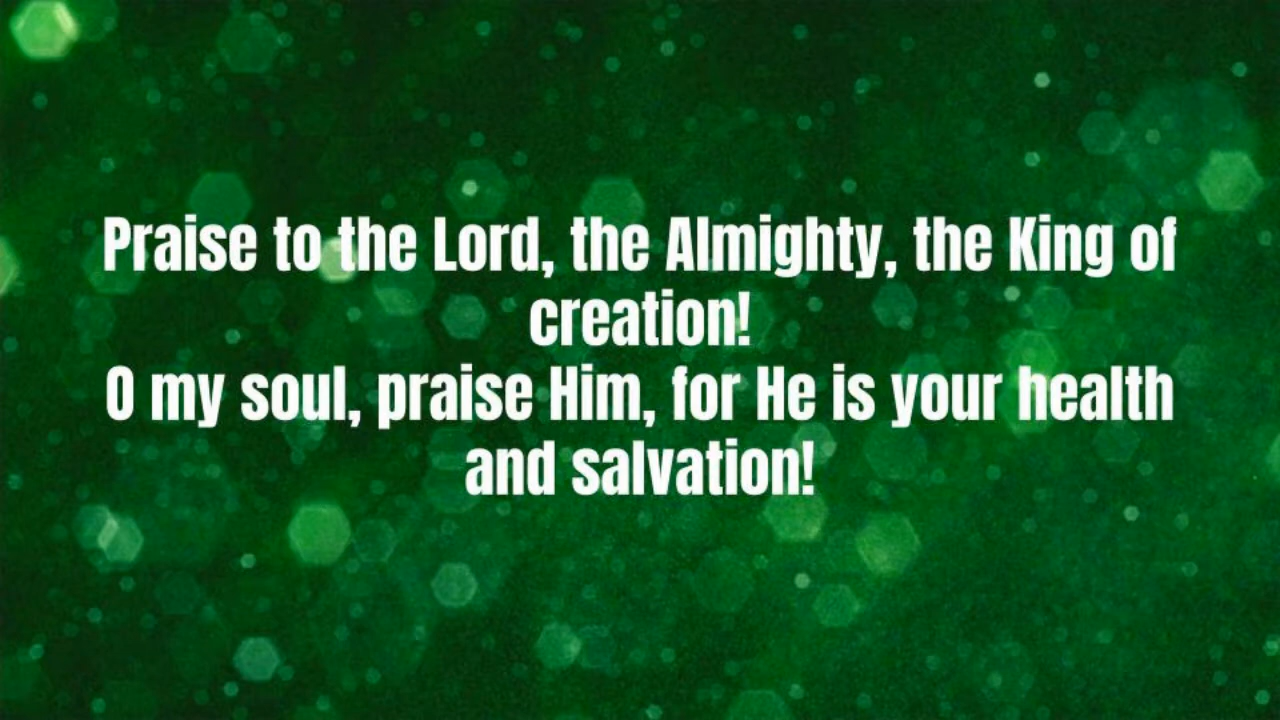 Praise to the Lord, the Almighty, the King of
creation!
O my soul, praise Him, for He is your health
and salvation!